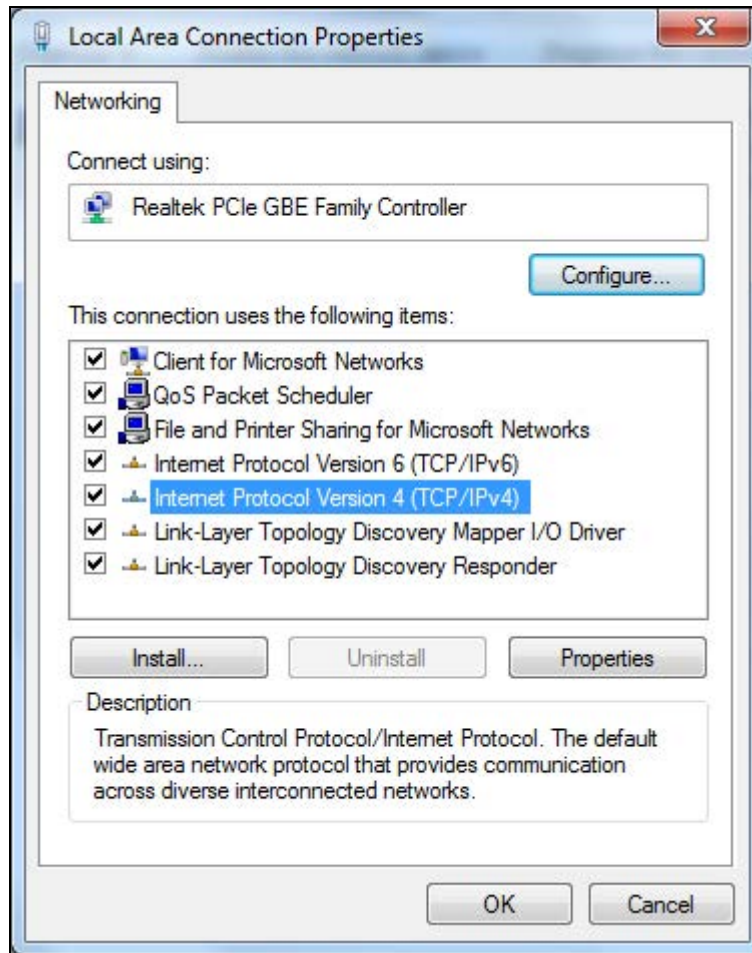 Local Area Connection Properties
Networking
Connect using:
Realtek PCIe GBE Family Controller
Configure...
This connection uses the following items:
Client for Microsoft Networks
QoS Packet Scheduler
File and Printer Sharing for Microsoft Networks
Internet Protocol Version 6 (TCP/IPv6)
Internet Protocol Version 4 (TCP/IPv4)
Link-Layer Topology Discovery Mapper I/O Driver
Link-Layer Topology Discovery Responder
Install... Uninstall Properties
Description
Transmission Control Protocol/Internet Protocol. The default
wide area network protocol that provides communication
across diverse interconnected networks.
OK Cancel